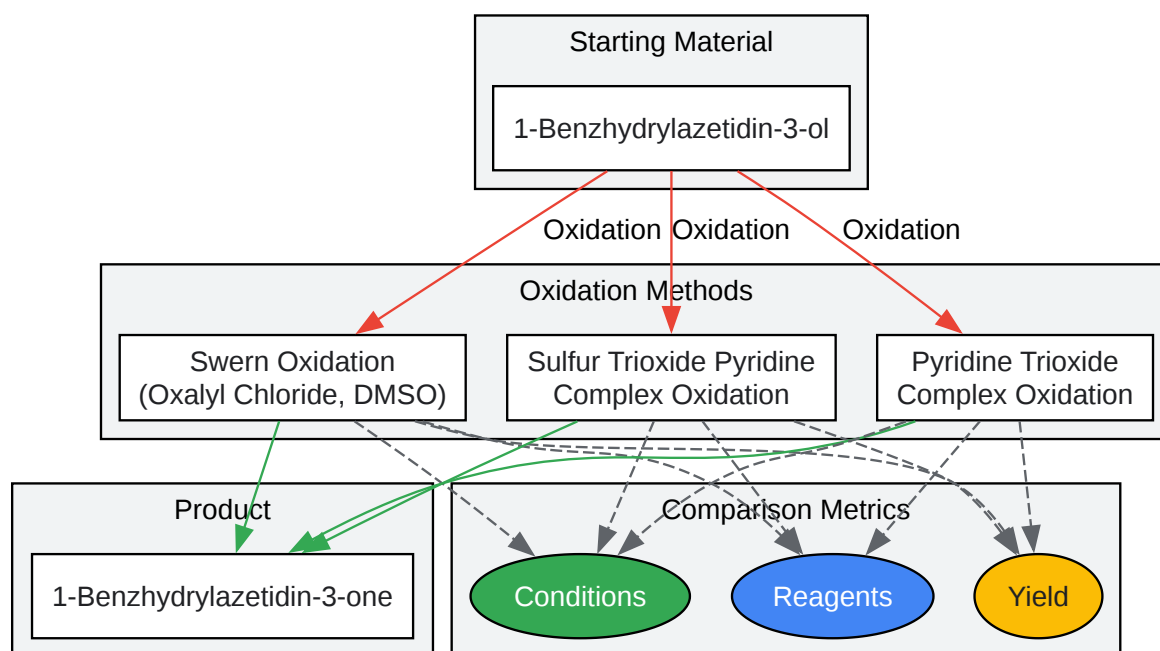 Starting Material
1-Benzhydrylazetidin-3-ol
Oxidation
Oxidation
Oxidation
Oxidation Methods
Swern Oxidation
(Oxalyl Chloride, DMSO)
Sulfur Trioxide Pyridine
Complex Oxidation
Pyridine Trioxide
Complex Oxidation
Product
1-Benzhydrylazetidin-3-one
Comparison Metrics
Conditions
Reagents
Yield